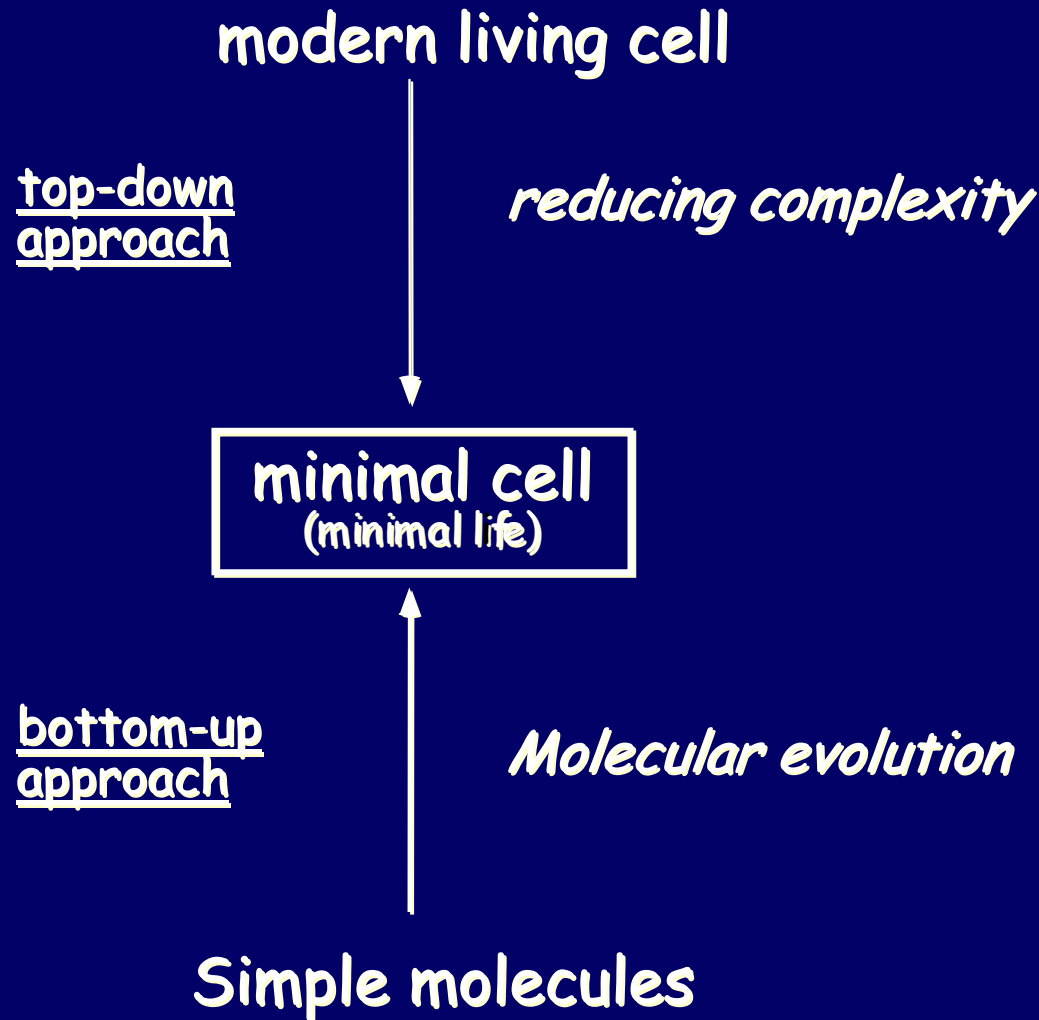 modern living cell
top-down
approach
reducing complexity
minimal cell
(minimal life)
bottom-up
approach
Molecular evolution
Simple molecules